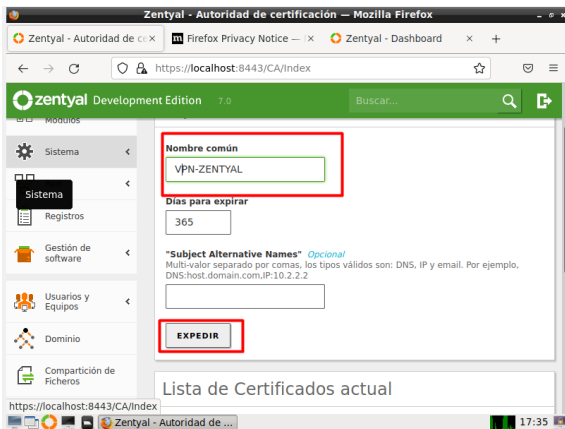 Zentyal - Autoridad de certificación — Mozilla Firefox
Zentyal - Autoridad de ce
Firefox Privacy Notice —
Zentyal - Dashboard
https://localhost:8443/CA/Index
zentyal Development Edition 7.0
Buscar...
Módulos
Sistema
Sistema
Registros
Gestión de
software
Usuarios y
Equipos
Dominio
Compartición de
Ficheros
Nombre común
VPN-ZENTYAL
Días para expirar
365
"Subject Alternative Names" Opcional
Multi-valor separado por comas, los tipos válidos son: DNS, IP y email. Por ejemplo,
DNS:host.domain.com,IP:10.2.2.2
EXPEDIR
Lista de Certificados actual
https://localhost:8443/CA/Index
Zentyal - Autoridad de ...
17:35